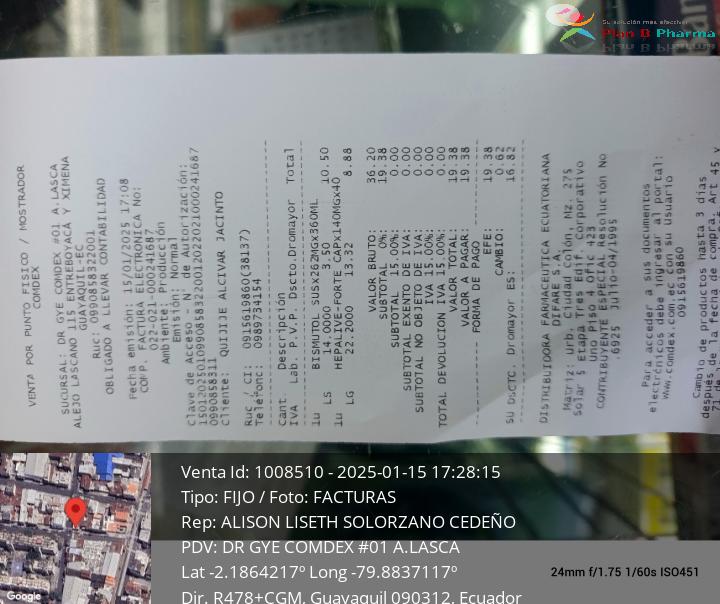 Su solución más efectiva
Plan B Pharma
VENTA POR PUNTO FISICO / MOSTRADOR
COMDEX
SUCURSAL: DR GYE COMDEX #01 A.LASCA
ALEJO LASCANO 115 ENTREBOYACÁ Y XIMENA
GUAYAQUIL-EC
Ruc: 0990858322001
OBLIGADO A LLEVAR CONTABILIDAD
Fecha emisión: 15/01/2025 17:08
COPP. FACTURA ELECTRONICA NO:
022-021-000241687
Ambiente: Producción
Emisión: Normal
Clave de Acceso - N. de Autorización:
150120250109908583220012022021000241687
0990858311
Cliente: QUIJIJE ALCIVAR JACINTO
Ruc / CI: 0915619860(38137)
Teléfono: 0989734154
Cant. Descripción
IVA Lab. P.V.P. Dscto.Dromayor Total
1u BISMUTOL SUSx262MGx360ML
LS 14.0000 3.50 10.50
1u HEPALIVE-FORTE CAPx140MGx40
LG 22.2000 13.32 8.88
VALOR BRUTO: 36.20
SUBTOTAL 0%: 19.38
SUBTOTAL 15.00%: 0.00
SUBTOTAL EXENTO DE IVA: 0.00
SUBTOTAL NO OBJETO DE IVA: 0.00
IVA 15.00%: 0.00
TOTAL DEVOLUCION IVA 15.00%: 0.00
VALOR TOTAL: 19.38
VALOR A PAGAR: 19.38
FORMA DE PAGO
EFE: 19.38
CAMBIO: 0.62
SU DSCTC. Dromayor ES: 16.82
DISTRIBUIDORA FARMACEUTICA ECUATORIANA
DIFARE S.A.
Matriz: Urb. Ciudad Colón, Mz. 275
Solar 5 Etapa Tres Edif. Corporativo
Uno Piso 423
CONTRIBUYENTE ESPECIAL Resolución No
6925 Julio-04/1995
Para acceder a sus documentos
electrónicos debe ingresar al portal:
www.comdex.com.ec con su Usuario
0915619860
Cambio de productos hasta 3 días
después de la fecha de compra. Art 45 y
Venta Id: 1008510 - 2025-01-15 17:28:15
Tipo: FIJO / Foto: FACTURAS
Rep: ALISON LISETH SOLORZANO CEDEÑO
PDV: DR GYE COMDEX #01 A.LASCA
Lat -2.1864217º Long -79.8837117º
Dir. R478+CGM, Guayaquil 090312, Ecuador
24mm f/1.75 1/60s ISO451
Google